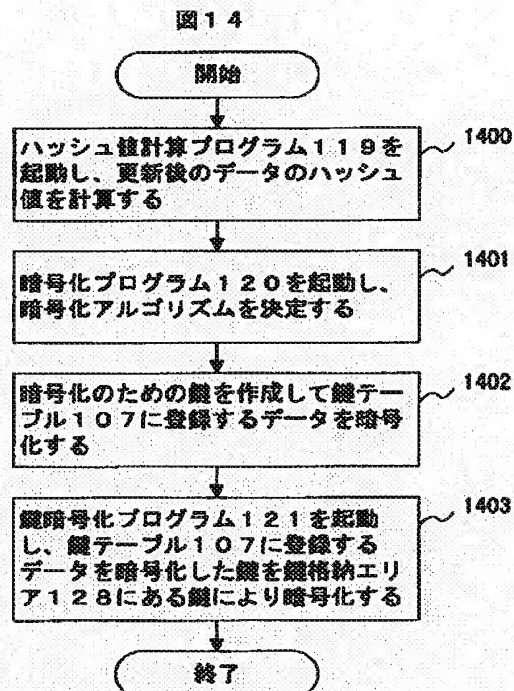 図１４
開始
ハッシュ値計算プログラム１１９を
起動し、更新後のデータのハッシュ
値を計算する
1400
暗号化プログラム１２０を起動し、
暗号化アルゴリズムを決定する
1401
暗号化のための鍵を作成して鍵テー
ブル１０７に登録するデータを暗号
化する
1402
鍵暗号化プログラム１２１を起動
し、鍵テーブル１０７に登録する
データを暗号化した鍵を鍵格納エリ
ア１２８にある鍵により暗号化する
1403
終了